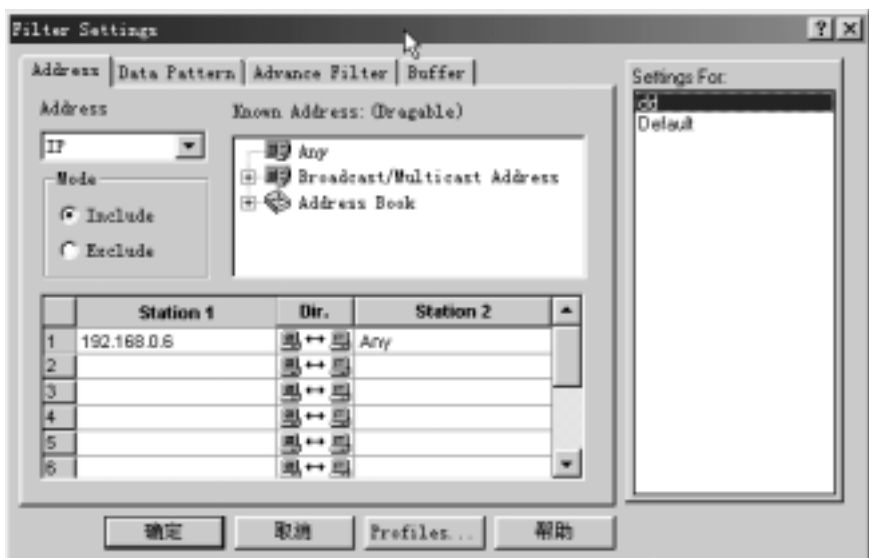 Filter Settings
Address Data Pattern Advance Filter Buffer
Address
IP
Mode
Include
Exclude
Known Address: (Dragable)
Any
Broadcast/Multicast Address
Address Book
Station 1 Dir. Station 2
1 192.168.0.6 Any
2
3
4
5
6
Settings For:
dd
Default
确定 取消 Profiles... 帮助